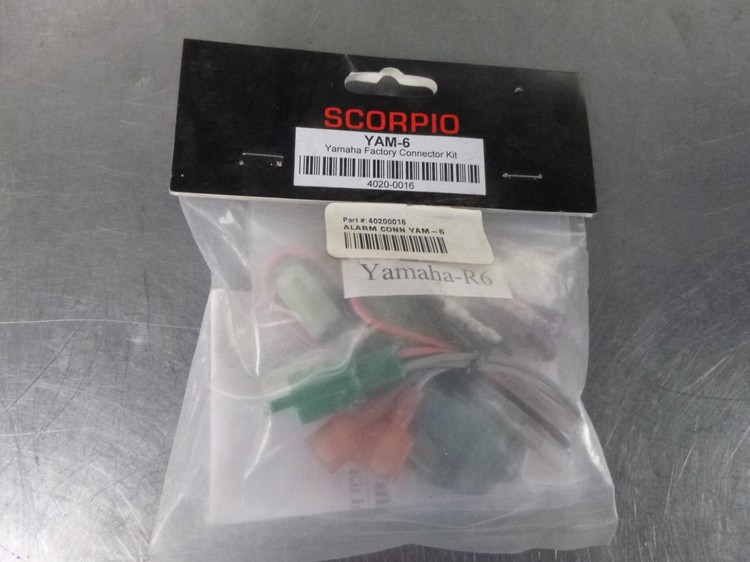 SCORPIO
YAM-6
Yamaha Factory Connector Kit
4020-0016
Part #: 40200016
ALARM CONN YAM-6
Yamaha-R6